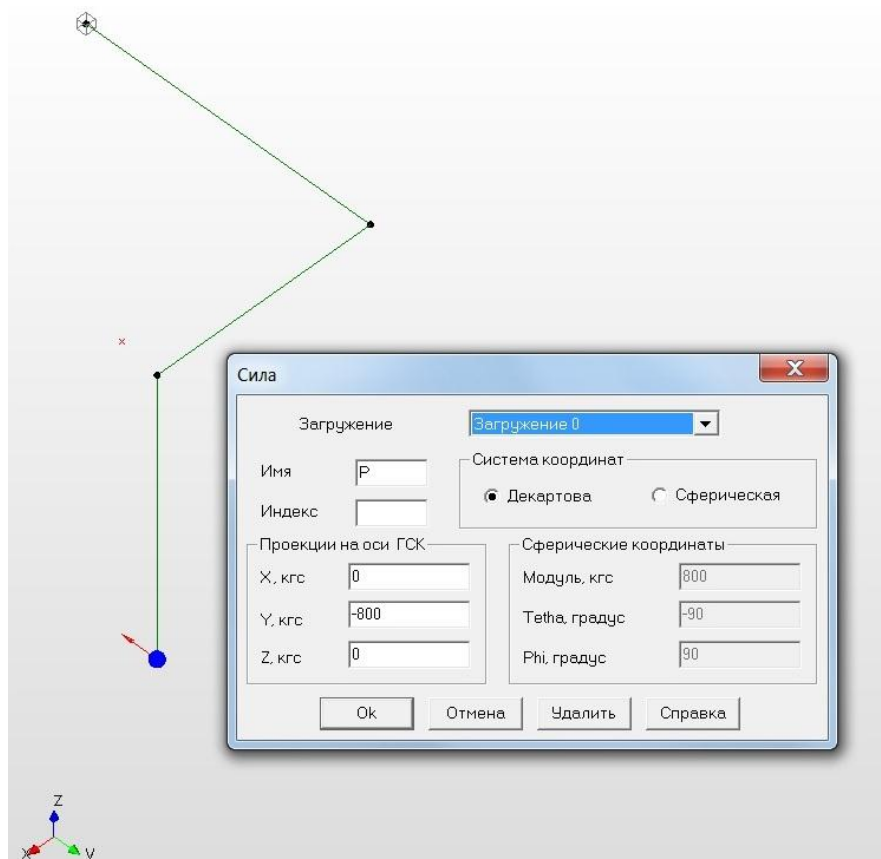 Сила
Загружение
Загружение 0
Имя
P
Индекс
Система координат
Декартова
Сферическая
Проекции на оси ГСК
X, кгс
0
Y, кгс
-800
Z, кгс
0
Сферические координаты
Модуль, кгс
800
Tetha, градус
-90
Phi, градус
90
Ok
Отмена
Удалить
Справка
Z
X
Y